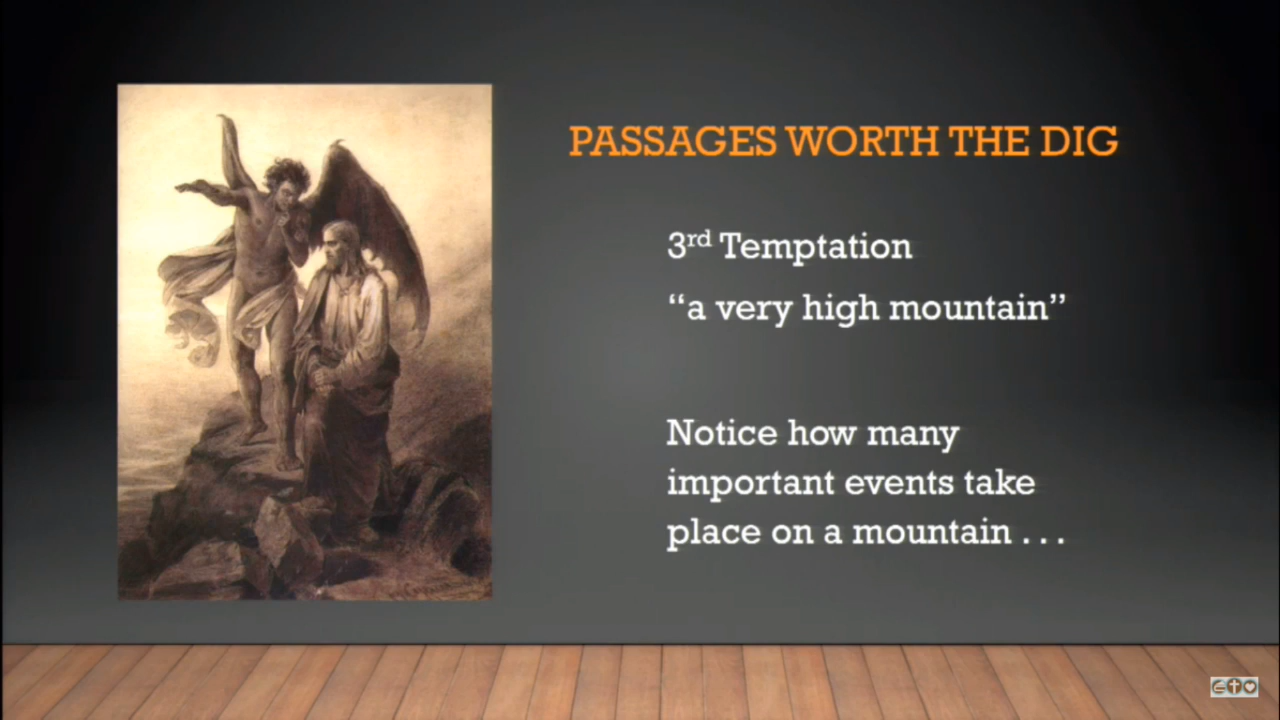 PASSAGES WORTH THE DIG
3rd Temptation
“a very high mountain”
Notice how many
important events take
place on a mountain . . .